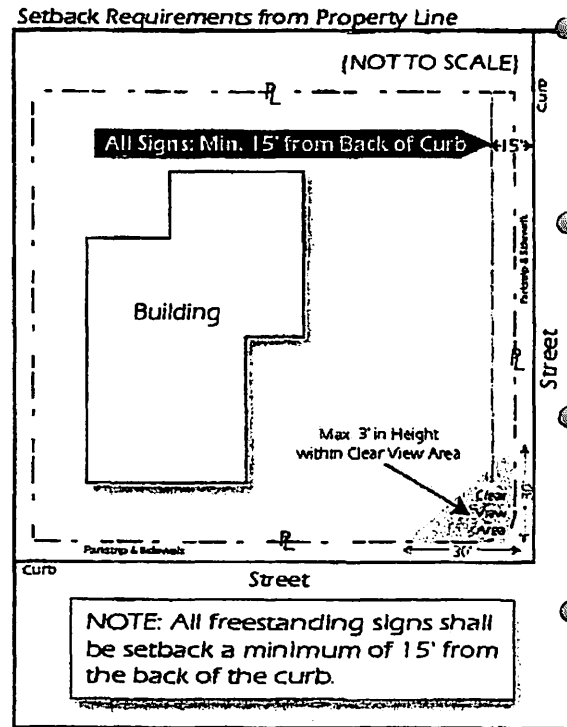 Setback Requirements from Property Line
(NOT TO SCALE)
PL
Curb
All Signs: Min. 15' from Back of Curb
15'
Parkstrip & Sidewalk
Building
PL
Street
Max 3' in Height
within Clear View Area
Clear
View
Area
30'
PL
Parkstrip & Sidewalk
30'
Curb
Street
NOTE: All freestanding signs shall
be setback a minimum of 15' from
the back of the curb.